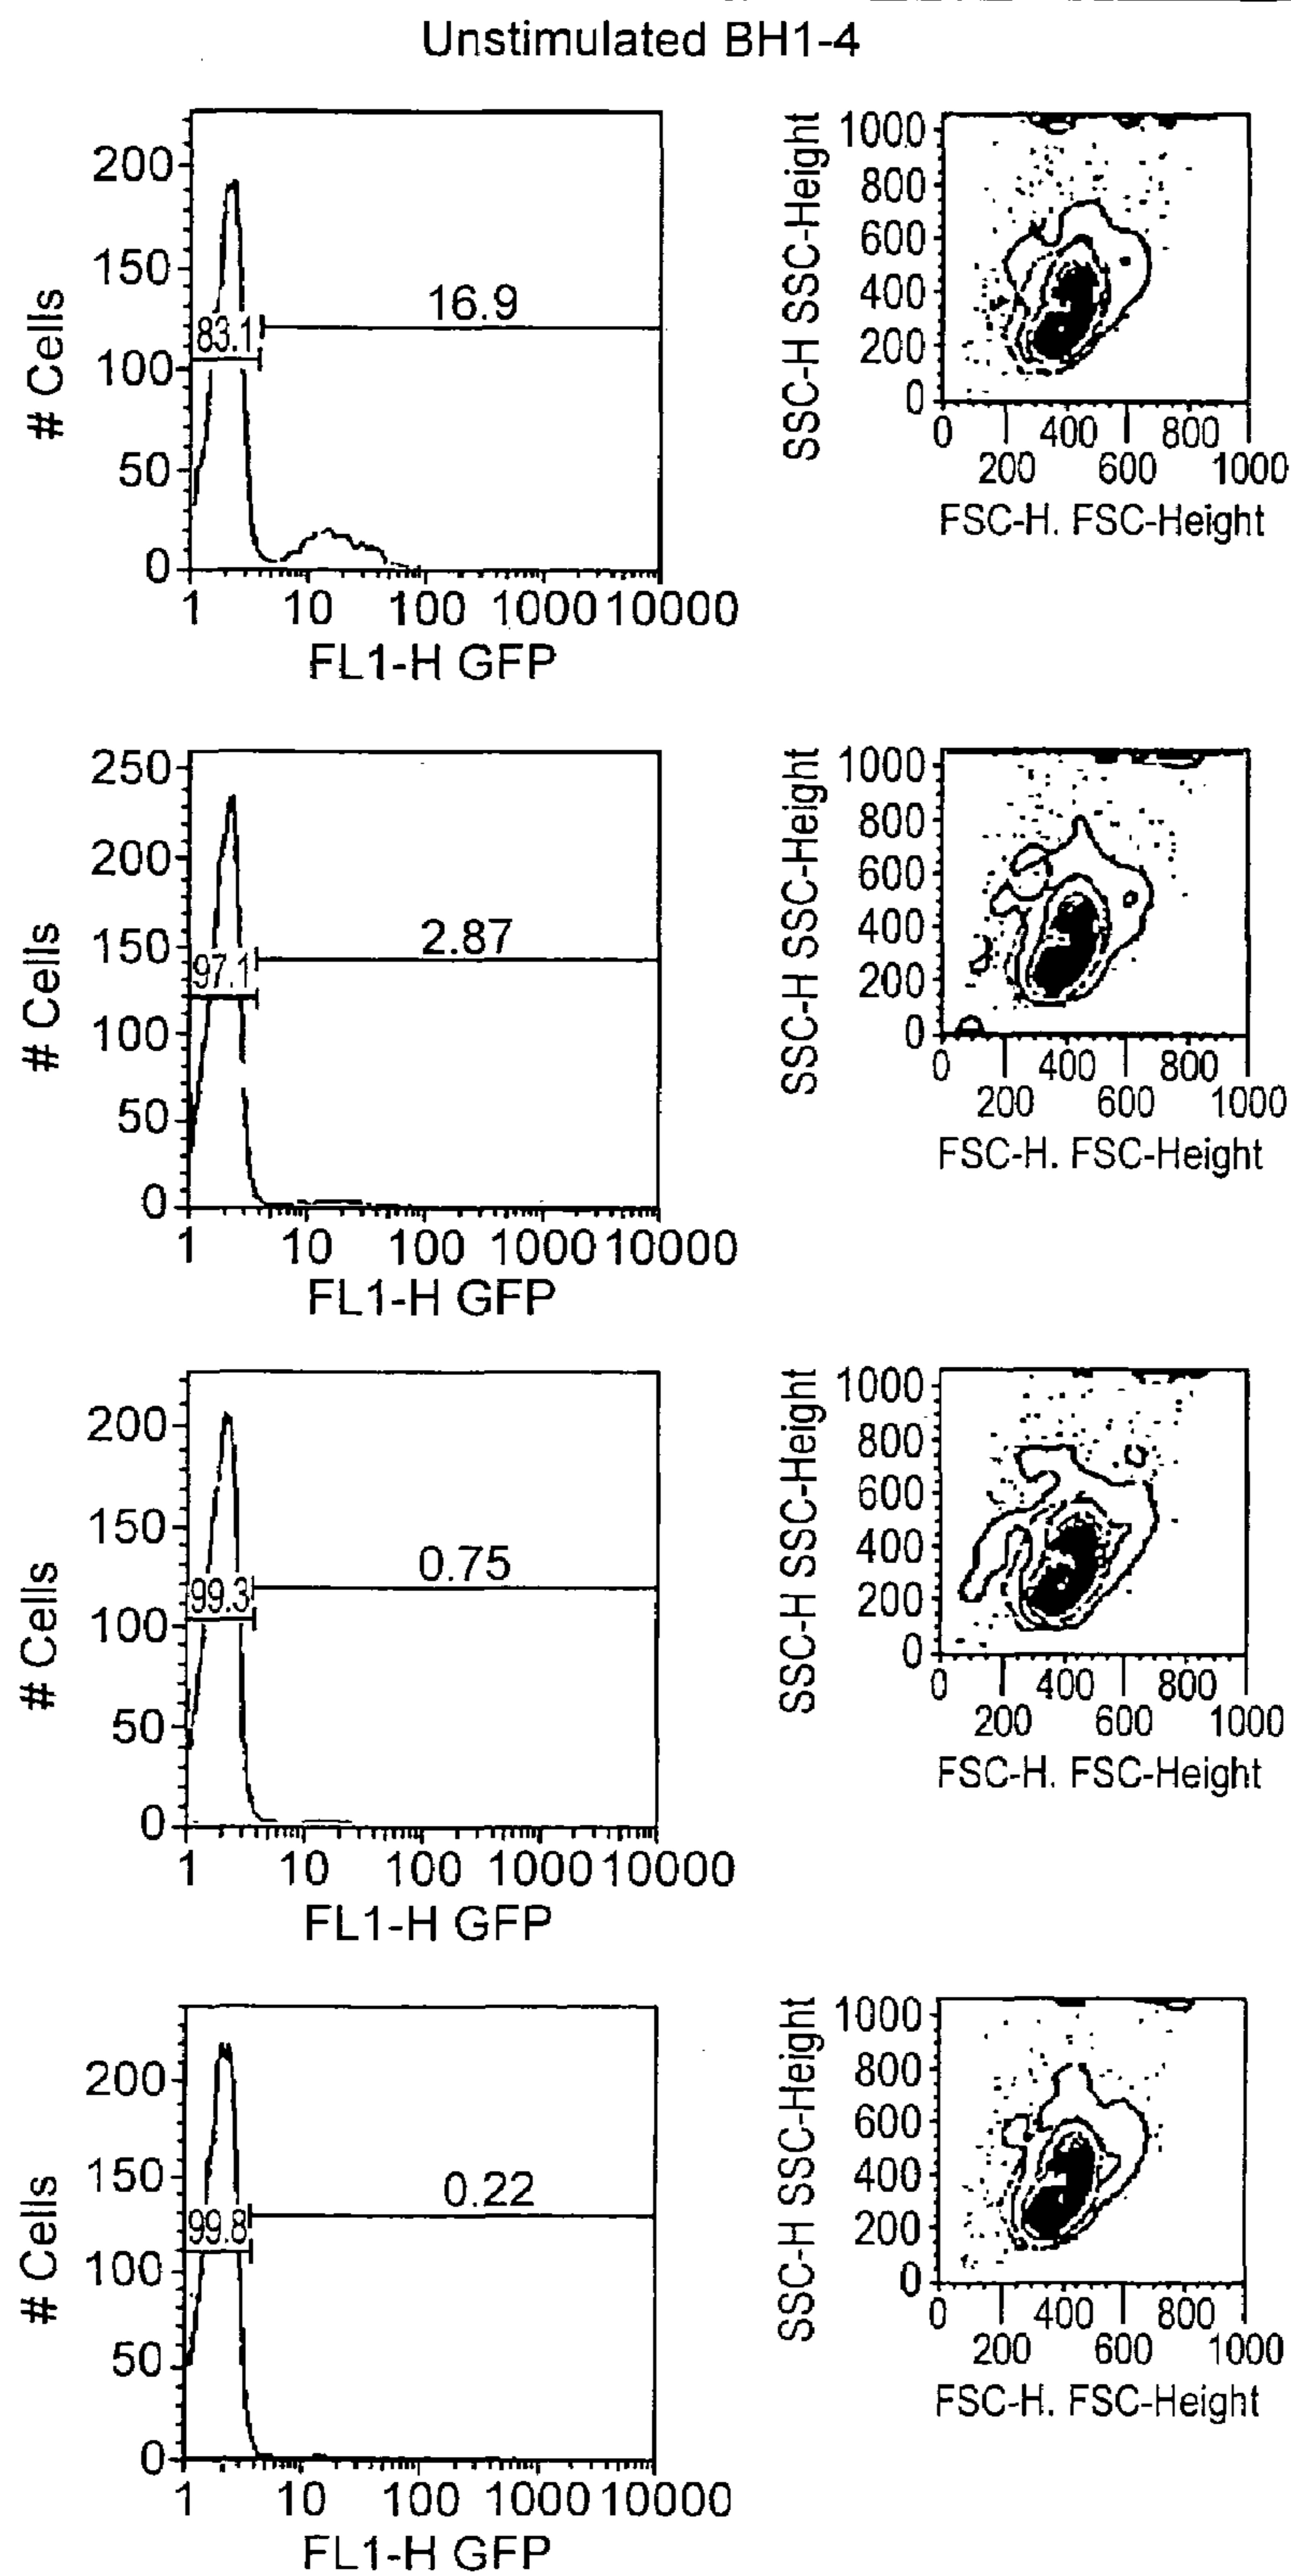 Unstimulated BH1-4
# Cells
200
150
100
50
0
83.1
16.9
1 10 100 1000 10000
FL1-H GFP
SSC-H SSC-Height
1000
800
600
400
200
0
0 400 800
200 600 1000
FSC-H. FSC-Height
# Cells
250
200
150
100
50
0
97.1
2.87
1 10 100 1000 10000
FL1-H GFP
SSC-H SSC-Height
1000
800
600
400
200
0
0 400 800
200 600 1000
FSC-H. FSC-Height
# Cells
200
150
100
50
0
99.3
0.75
1 10 100 1000 10000
FL1-H GFP
SSC-H SSC-Height
1000
800
600
400
200
0
0 400 800
200 600 1000
FSC-H. FSC-Height
# Cells
200
150
100
50
0
99.8
0.22
1 10 100 1000 10000
FL1-H GFP
SSC-H SSC-Height
1000
800
600
400
200
0
0 400 800
200 600 1000
FSC-H. FSC-Height